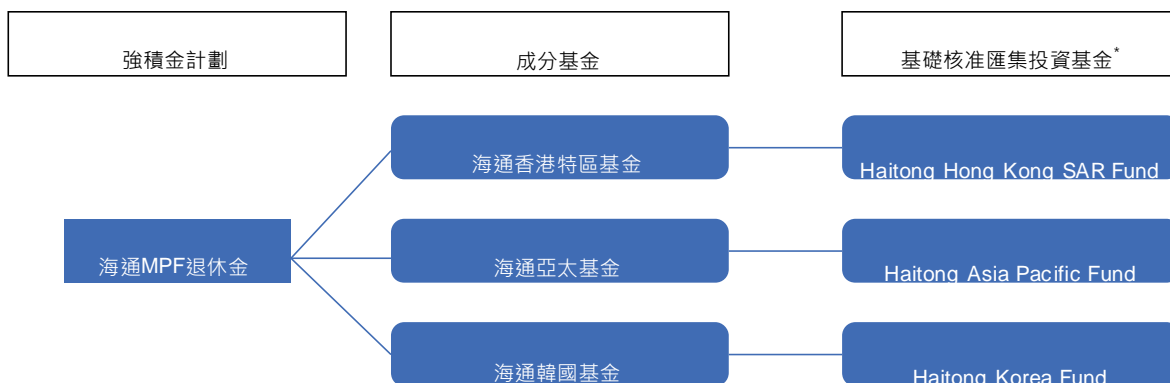 強積金計劃
成分基金
基礎核准匯集投資基金*
海通香港特區基金
Haitong Hong Kong SAR Fund
海通MPF退休金
海通亞太基金
Haitong Asia Pacific Fund
海通韓國基金
Haitong Korea Fund